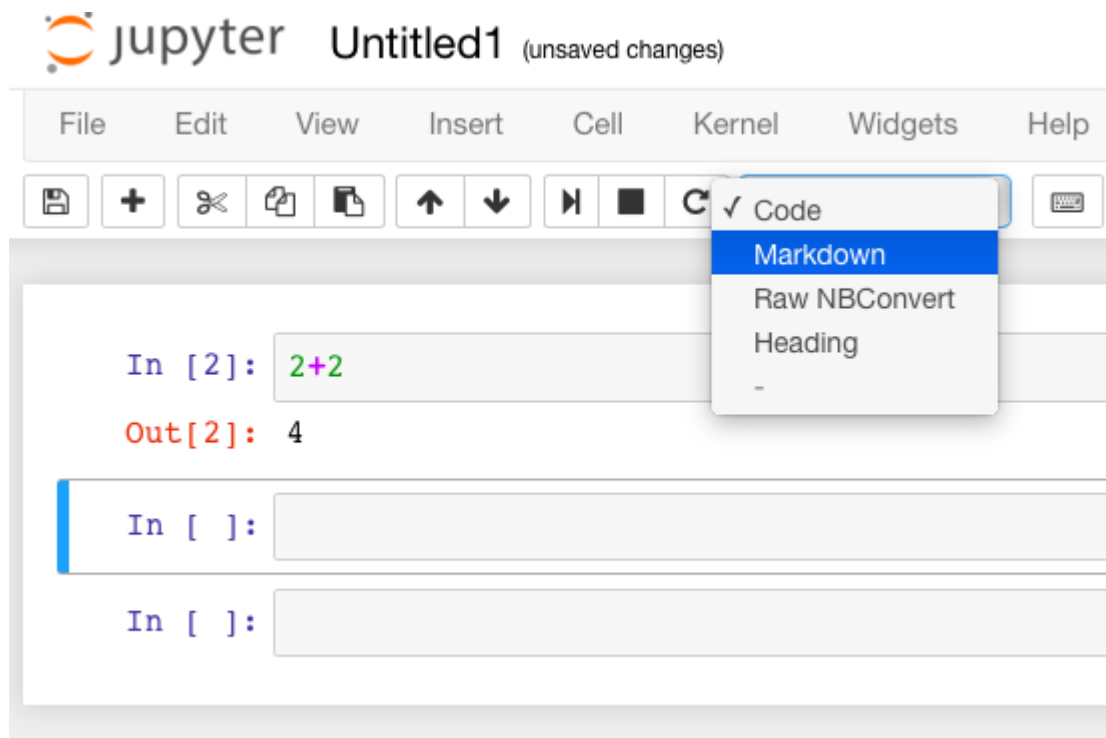 jupyter Untitled1 (unsaved changes)
File Edit View Insert Cell Kernel Widgets Help
✓ Code
Markdown
Raw NBConvert
Heading
-
In [2]: 2+2
Out[2]: 4
In [ ]:
In [ ]: